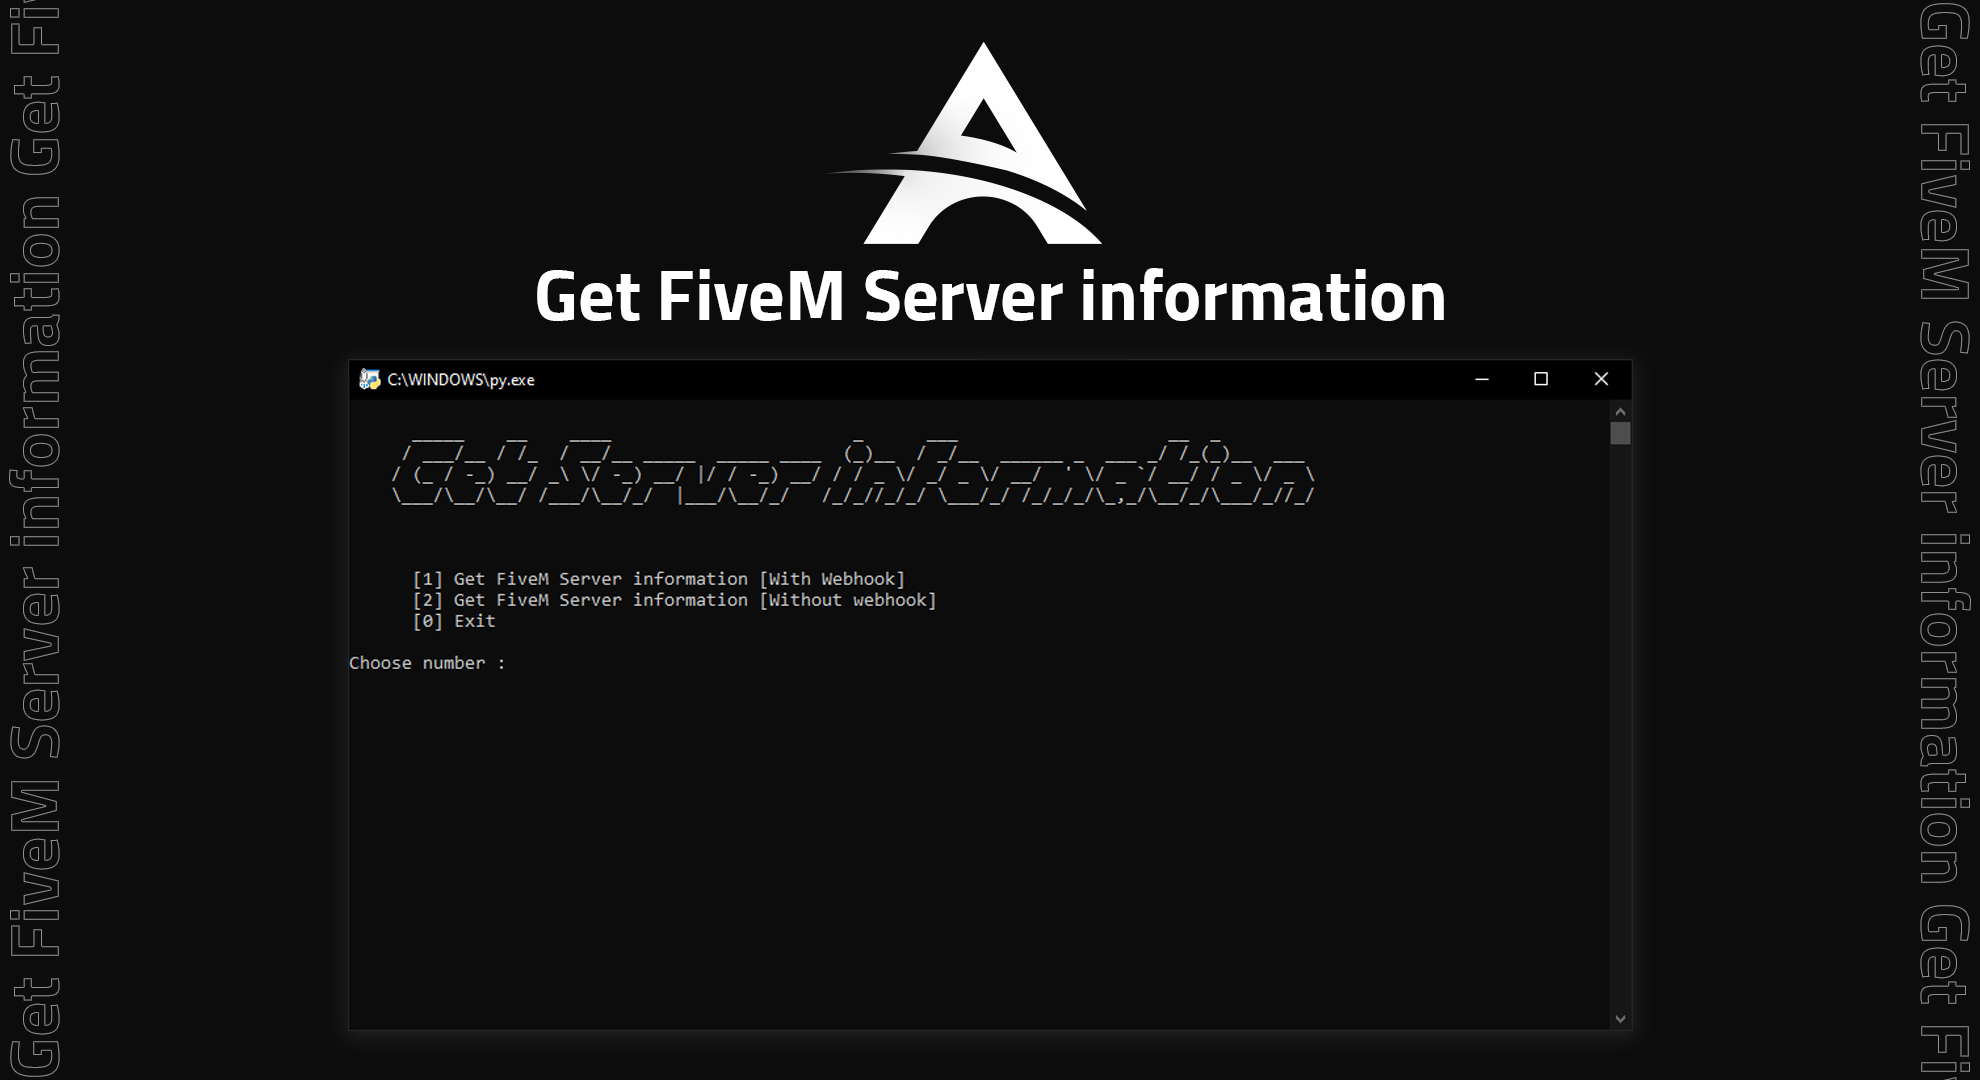 Get FiveM Server information
C:\WINDOWS\py.exe
Get Server information
[1] Get FiveM Server information [With Webhook]
[2] Get FiveM Server information [Without webhook]
[0] Exit
Choose number :
Get FiveM Server information Get Fi
Get FiveM Server information Get Fi